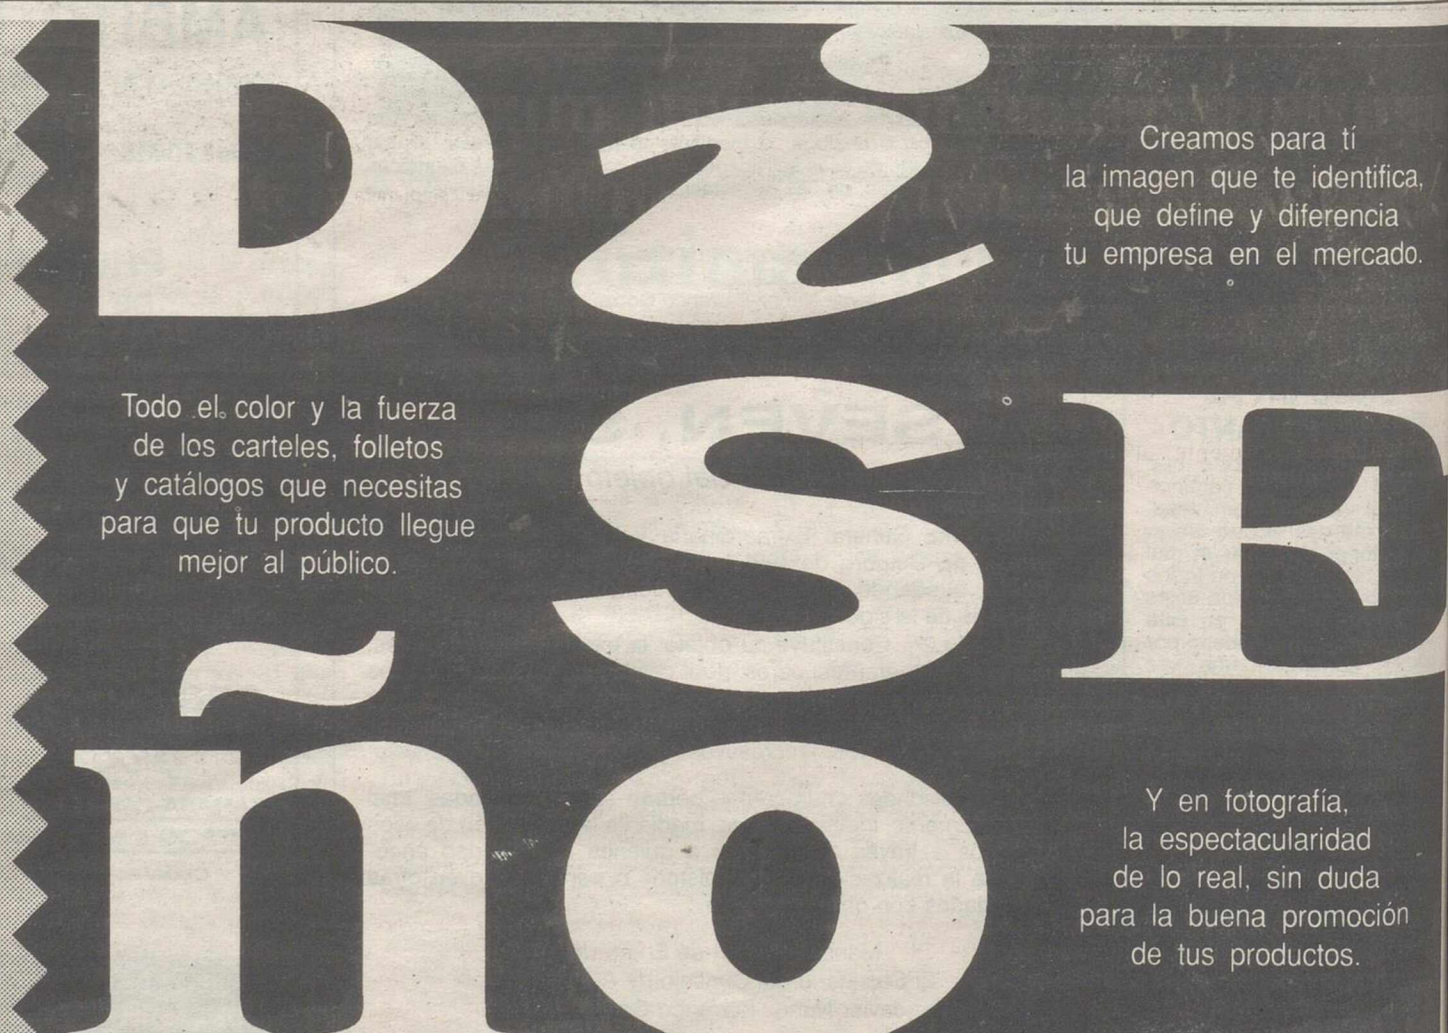 Di
Creamos para tí
la imagen que te identifica,
que define y diferencia
tu empresa en el mercado.
Todo el color y la fuerza
de los carteles, folletos
y catálogos que necesitas
para que tu producto llegue
mejor al público.
SE
ño
Y en fotografía,
la espectacularidad
de lo real, sin duda
para la buena promoción
de tus productos.